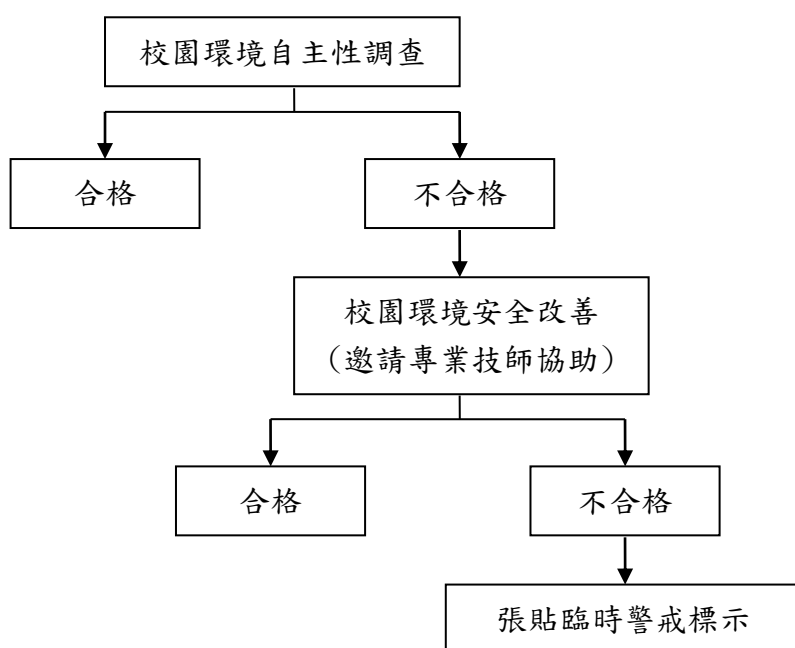 校園環境自主性調查
合格
不合格
校園環境安全改善
（邀請專業技師協助）
合格
不合格
張貼臨時警戒標示